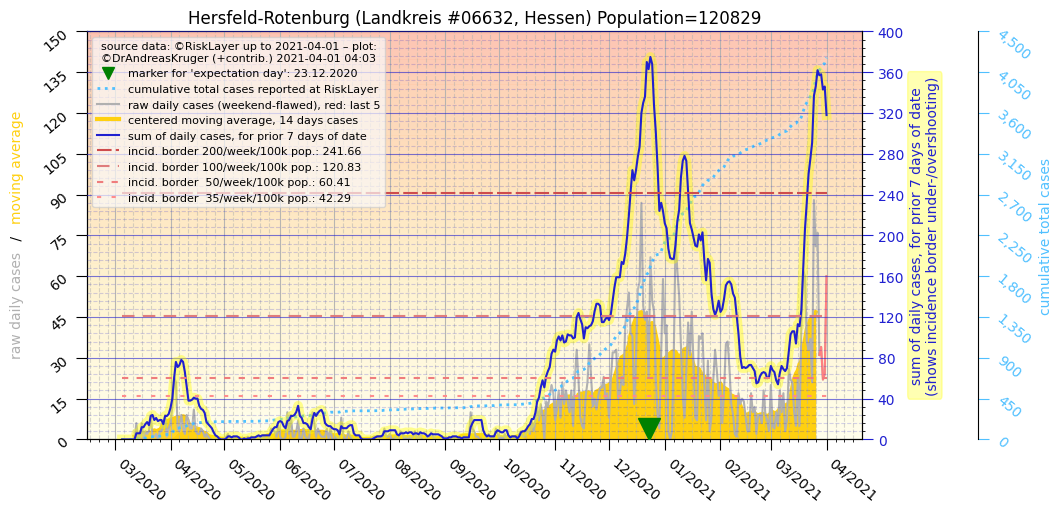 Hersfeld-Rotenburg (Landkreis #06632, Hessen) Population=120829
source data: ©RiskLayer up to 2021-04-01 – plot:
©DrAndreasKruger (+contrib.) 2021-04-01 04:03
marker for 'expectation day': 23.12.2020
cumulative total cases reported at RiskLayer
raw daily cases (weekend-flawed), red: last 5
centered moving average, 14 days cases
sum of daily cases, for prior 7 days of date
incid. border 200/week/100k pop.: 241.66
incid. border 100/week/100k pop.: 120.83
incid. border  50/week/100k pop.: 60.41
incid. border  35/week/100k pop.: 42.29
raw daily cases  /  moving average
150
135
120
105
90
75
60
45
30
15
0
03/2020
04/2020
05/2020
06/2020
07/2020
08/2020
09/2020
10/2020
11/2020
12/2020
01/2021
02/2021
03/2021
04/2021
400
360
320
280
240
200
160
120
80
40
0
sum of daily cases, for prior 7 days of date
(shows incidence border under-/overshooting)
4,500
4,050
3,600
3,150
2,700
2,250
1,800
1,350
900
450
0
cumulative total cases